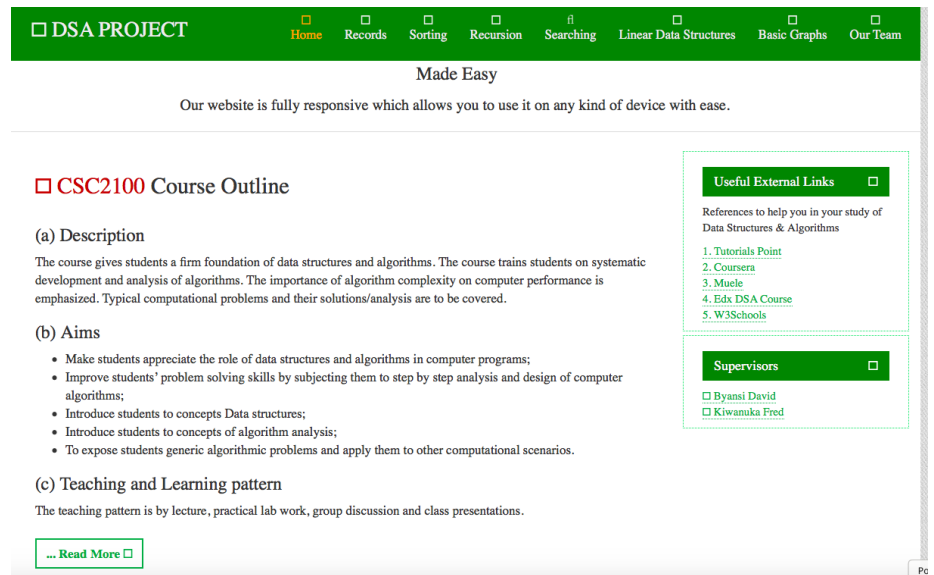 DSA PROJECT
Home Records Sorting Recursion Searching Linear Data Structures Basic Graphs Our Team
Made Easy
Our website is fully responsive which allows you to use it on any kind of device with ease.
CSC2100 Course Outline
(a) Description
The course gives students a firm foundation of data structures and algorithms. The course trains students on systematic
development and analysis of algorithms. The importance of algorithm complexity on computer performance is
emphasized. Typical computational problems and their solutions/analysis are to be covered.
(b) Aims
• Make students appreciate the role of data structures and algorithms in computer programs;
• Improve students’ problem solving skills by subjecting them to step by step analysis and design of computer
algorithms;
• Introduce students to concepts Data structures;
• Introduce students to concepts of algorithm analysis;
• To expose students generic algorithmic problems and apply them to other computational scenarios.
(c) Teaching and Learning pattern
The teaching pattern is by lecture, practical lab work, group discussion and class presentations.
... Read More
Useful External Links
References to help you in your study of
Data Structures & Algorithms
1. Tutorials Point
2. Coursera
3. Muele
4. Edx DSA Course
5. W3Schools
Supervisors
Byansi David
Kiwanuka Fred